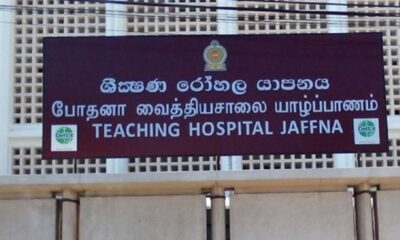 ශික්ෂණ රෝහල යාපනය
போதனா வைத்தியசாலை யாழ்ப்பாணம்
TEACHING HOSPITAL JAFFNA